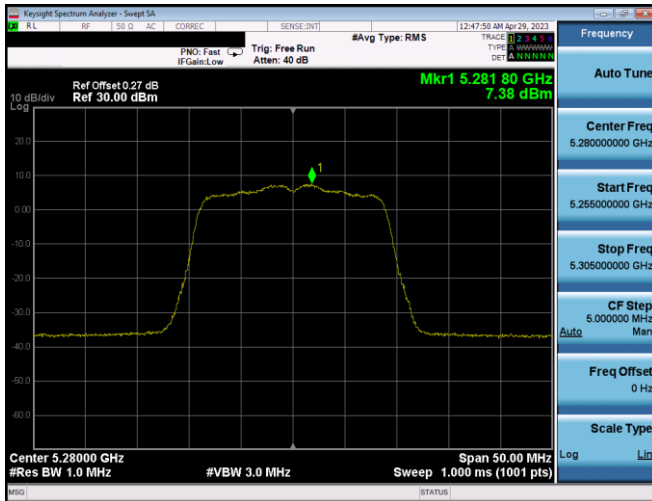 Keysight Spectrum Analyzer - Swept SA
RL RF 50 Ω AC CORREC SENSE:INT 12:47:50 AM Apr 29, 2023
#Avg Type: RMS TRACE 1 2 3 4 5 6
PNO: Fast Trig: Free Run TYPE A WWWWW
IFGain:Low Atten: 40 dB DET A N N N N N
Mkr1 5.281 80 GHz
Ref Offset 0.27 dB
10 dB/div Ref 30.00 dBm 7.38 dBm
Log
20.0
10.0
1
0.00
-10.0
-20.0
-30.0
-40.0
-50.0
-60.0
Center 5.28000 GHz Span 50.00 MHz
#Res BW 1.0 MHz #VBW 3.0 MHz Sweep 1.000 ms (1001 pts)
MSG STATUS
Frequency
Auto Tune
Center Freq
5.280000000 GHz
Start Freq
5.255000000 GHz
Stop Freq
5.305000000 GHz
CF Step
5.000000 MHz
Auto Man
Freq Offset
0 Hz
Scale Type
Log Lin